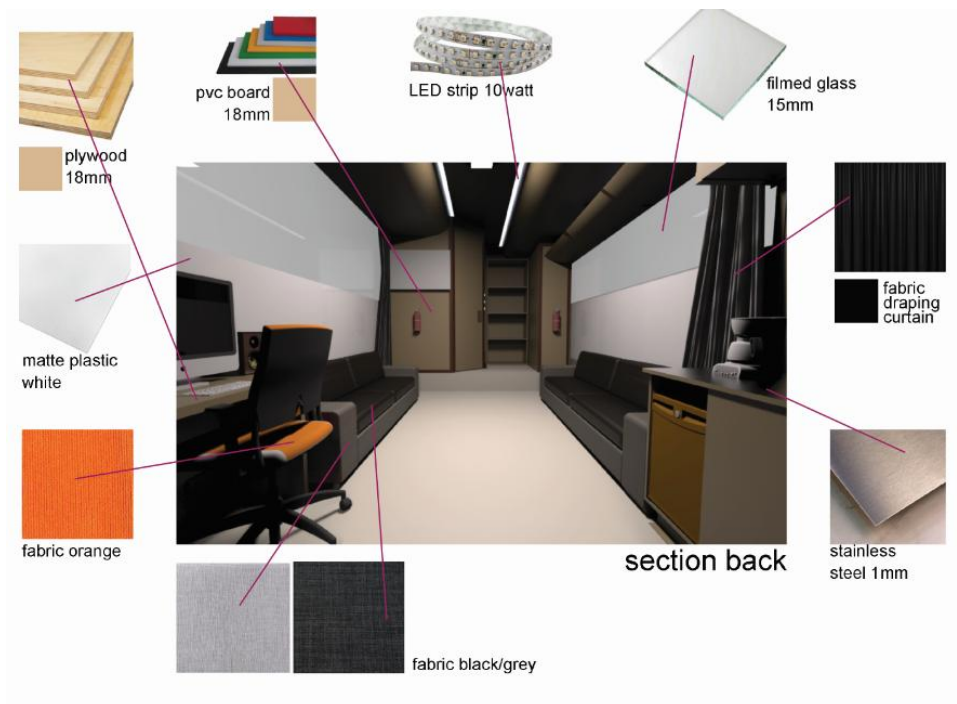 pvc board
18mm
LED strip 10watt
filmed glass
15mm
plywood
18mm
fabric
draping
curtain
matte plastic
white
fabric orange
section back
stainless
steel 1mm
fabric black/grey